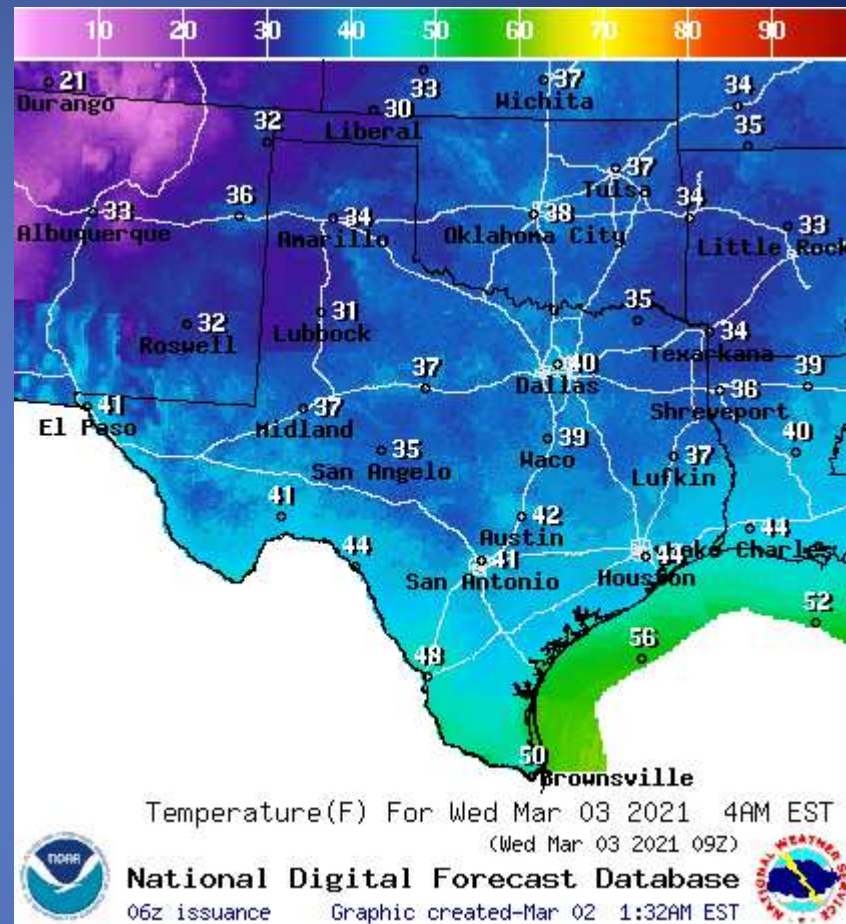 10 20 30 40 50 60 70 80 90
21
Durango
33
37
Wichita
34
30
Liberal
32
35
37
Tulsa
33
Albuquerque
36
34
Amarillo
38
Oklahoma City
34
33
Little Rock
32
Roswell
31
Lubbock
35
34
Texarkana
40
Dallas
37
36
Shreveport
39
41
El Paso
37
Midland
35
San Angelo
39
Waco
37
Lufkin
40
41
42
Austin
44
Lake Charles
44
41
San Antonio
44
Houston
48
56
52
50
Brownsville
Temperature(F) For Wed Mar 03 2021 4AM EST
(Wed Mar 03 2021 09Z)
noaa
National Digital Forecast Database
06z issuance Graphic created-Mar 02 1:32AM EST